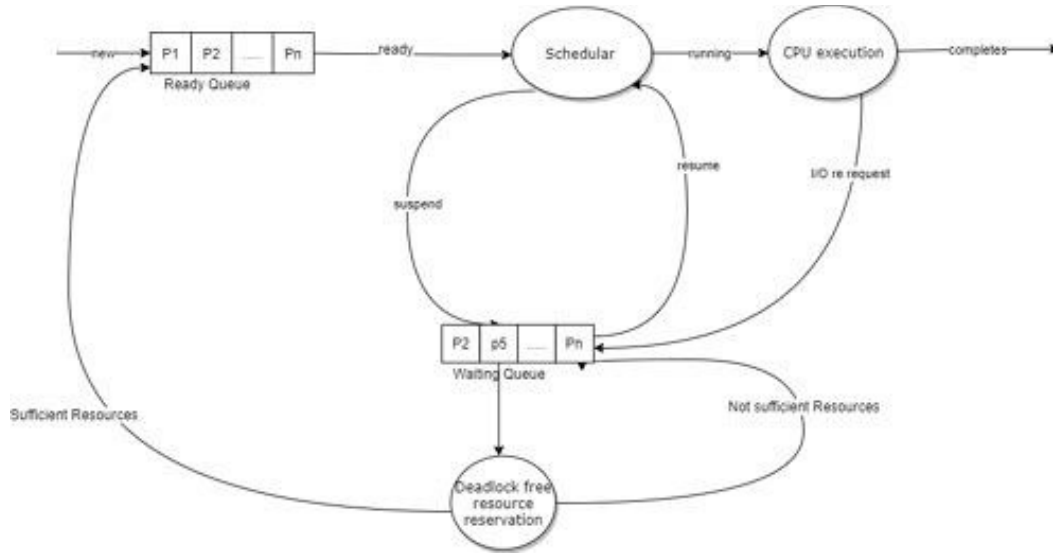 new
P1 P2 ...... Pn
Ready Queue
ready
Schedular
running
CPU execution
completes
suspend
resume
I/O re request
P2 p5 ...... Pn
Waiting Queue
Sufficient Resources
Not sufficient Resources
Deadlock free
resource
reservation